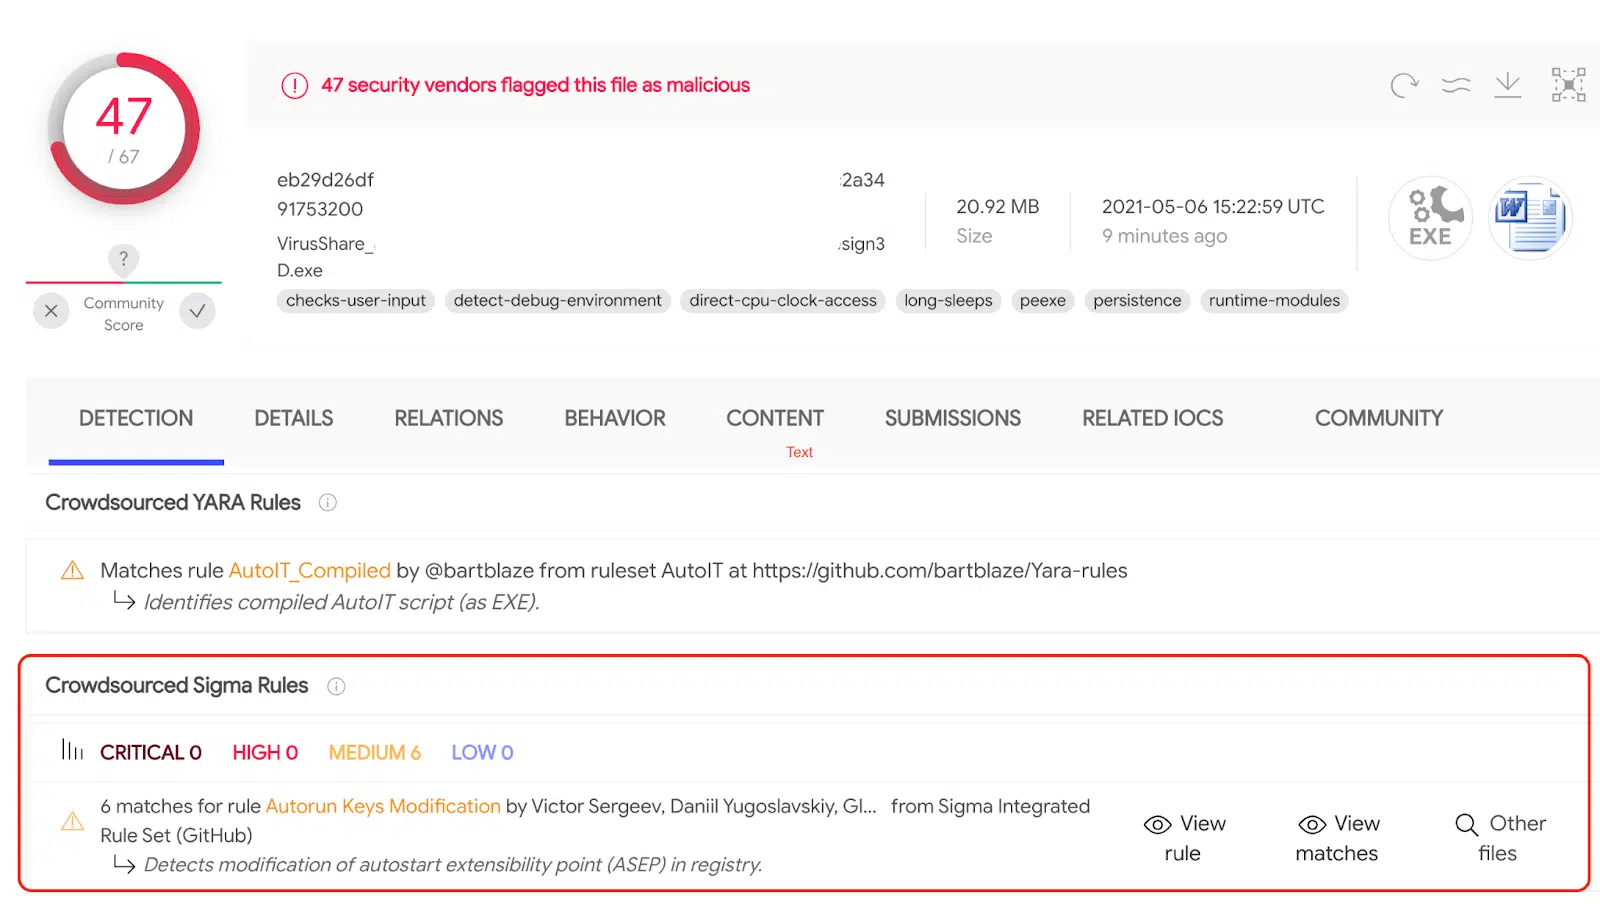 47
/ 67
?
Community
Score
47 security vendors flagged this file as malicious
eb29d26df :2a34
91753200
VirusShare_ sign3
D.exe
20.92 MB
Size
2021-05-06 15:22:59 UTC
9 minutes ago
EXE
W
checks-user-input detect-debug-environment direct-cpu-clock-access long-sleeps peexe persistence runtime-modules
DETECTION DETAILS RELATIONS BEHAVIOR CONTENT SUBMISSIONS RELATED IOCS COMMUNITY
Text
Crowdsourced YARA Rules
Matches rule AutoIT_Compiled by @bartblaze from ruleset AutoIT at https://github.com/bartblaze/Yara-rules
Identifies compiled AutoIT script (as EXE).
Crowdsourced Sigma Rules
CRITICAL 0 HIGH 0 MEDIUM 6 LOW 0
6 matches for rule Autorun Keys Modification by Victor Sergeev, Daniil Yugoslavskiy, Gl... from Sigma Integrated
Rule Set (GitHub)
Detects modification of autostart extensibility point (ASEP) in registry.
View
rule
View
matches
Other
files